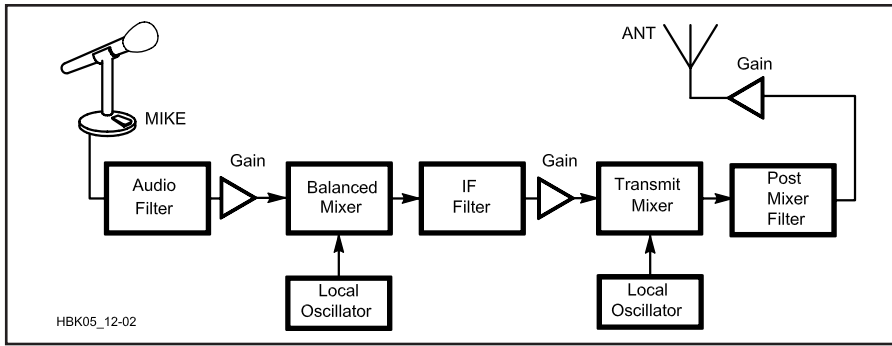 ANT
Gain
MIKE
Gain
Gain
Audio
Filter
Balanced
Mixer
IF
Filter
Transmit
Mixer
Post
Mixer
Filter
Local
Oscillator
Local
Oscillator
HBK05_12-02